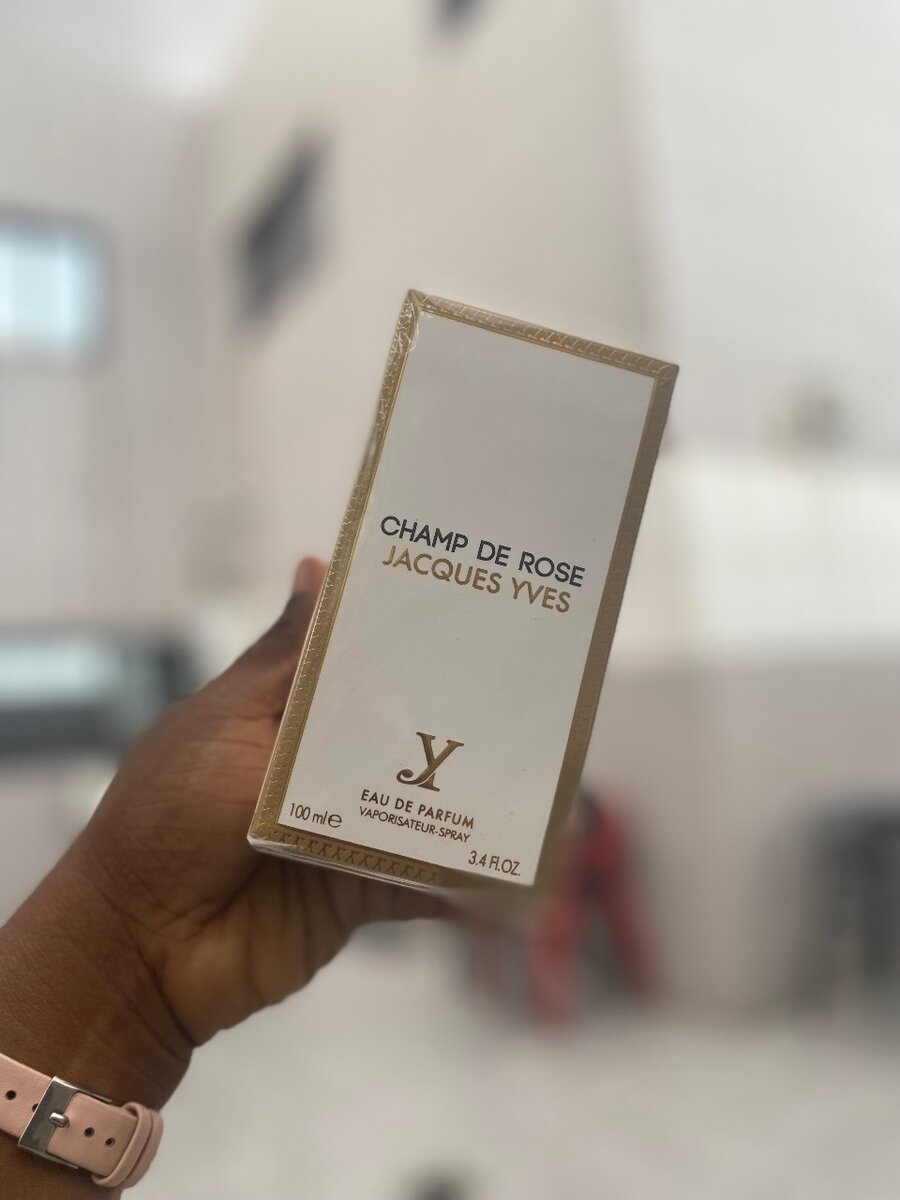 CHAMP DE ROSE
JACQUES YVES
JY
EAU DE PARFUM
VAPORISATEUR-SPRAY
100 ml e
3.4 FL.OZ.